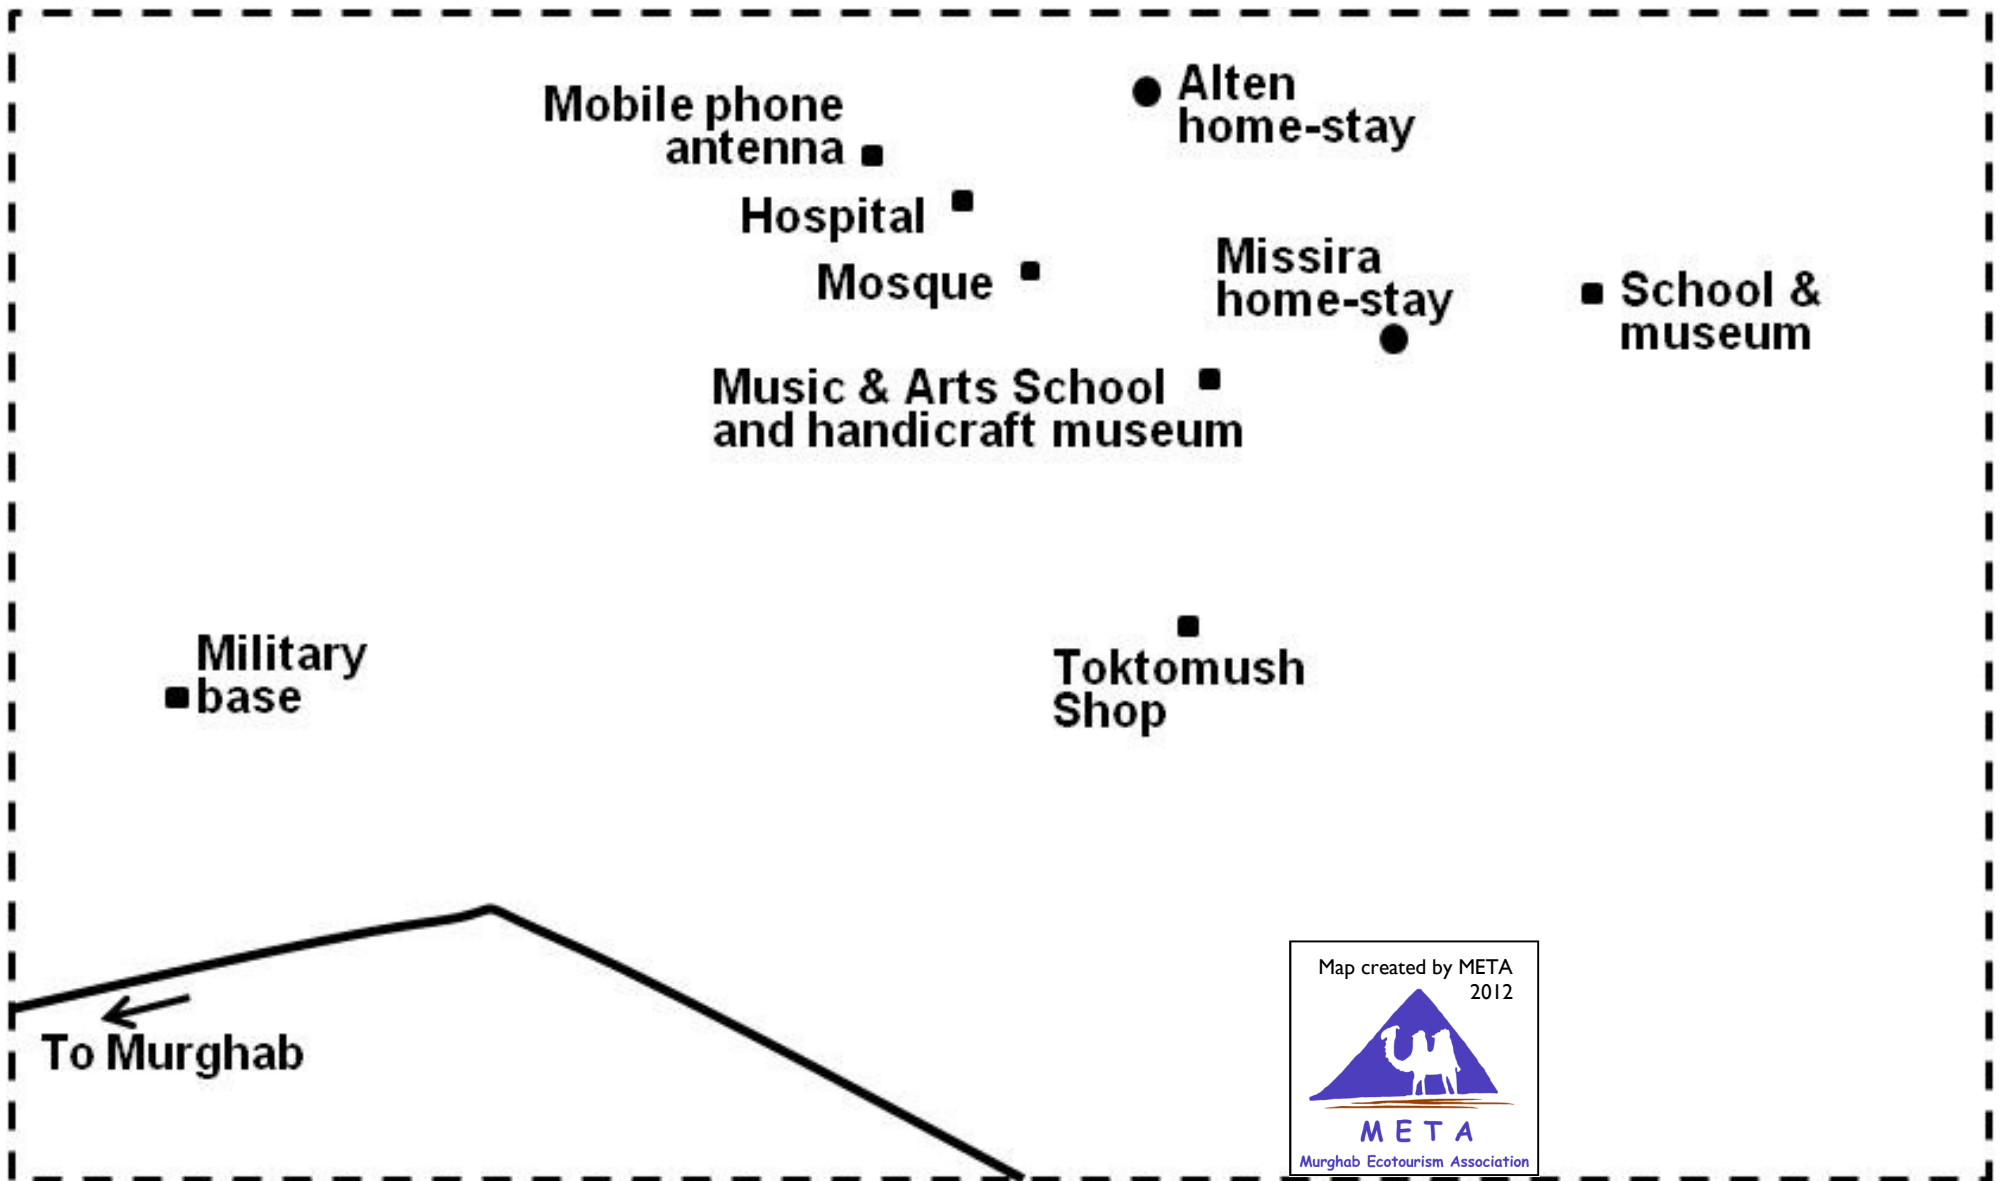 Alten
home-stay
Mobile phone
antenna
Hospital
Mosque
Missira
home-stay
School &
museum
Music & Arts School
and handicraft museum
Military
base
Toktomush
Shop
To Murghab
Map created by META
2012
META
Murghab Ecotourism Association